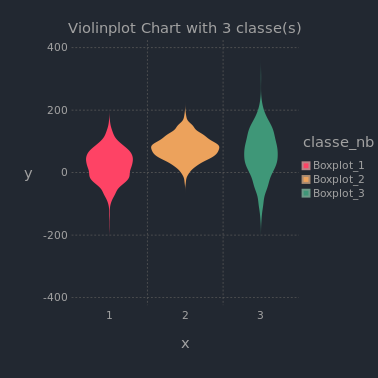 Violinplot Chart with 3 classe(s)
400
200
0
-200
-400
y
1
2
3
x
classe_nb
Boxplot_1
Boxplot_2
Boxplot_3